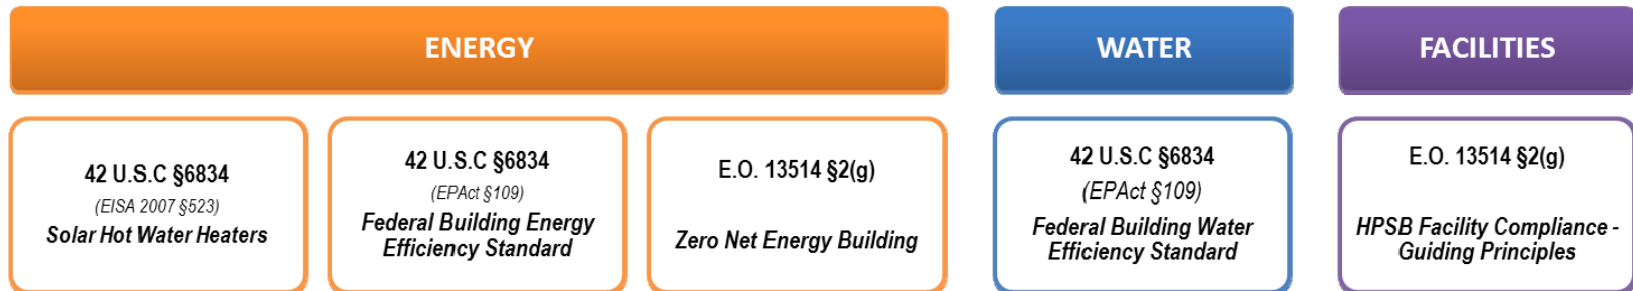 ENERGY
WATER
FACILITIES
42 U.S.C §6834
(EISA 2007 §523)
Solar Hot Water Heaters
42 U.S.C §6834
(EPAct §109)
Federal Building Energy
Efficiency Standard
E.O. 13514 §2(g)
Zero Net Energy Building
42 U.S.C §6834
(EPAct §109)
Federal Building Water
Efficiency Standard
E.O. 13514 §2(g)
HPSB Facility Compliance -
Guiding Principles